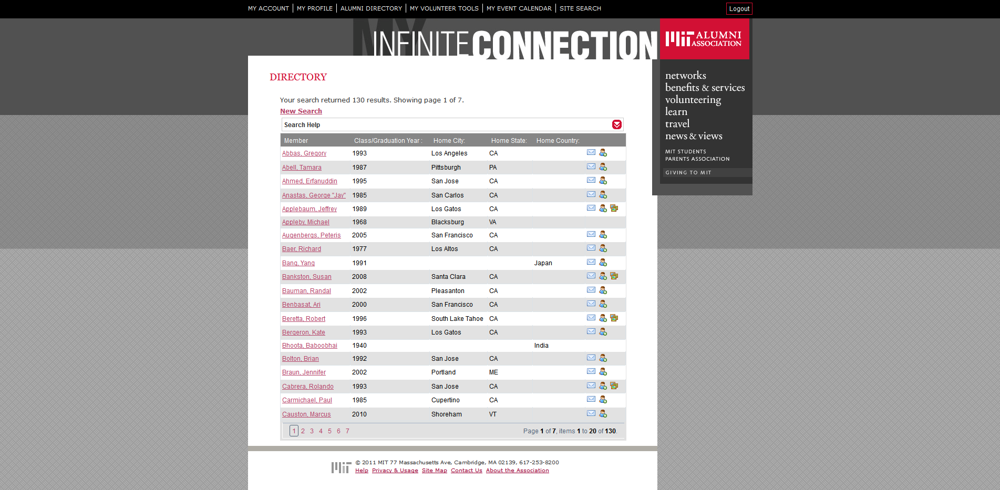 MY ACCOUNT MY PROFILE ALUMNI DIRECTORY MY VOLUNTEER TOOLS MY EVENT CALENDAR SITE SEARCH Logout
MY
INFINITE CONNECTION
MIT ALUMNI
ASSOCIATION
networks
benefits & services
volunteering
learn
travel
news & views
MIT STUDENTS
PARENTS ASSOCIATION
GIVING TO MIT
DIRECTORY
Your search returned 130 results. Showing page 1 of 7.
New Search
Search Help
Member Class/Graduation Year : Home City: Home State: Home Country:
Abbas, Gregory 1993 Los Angeles CA
Abell, Tamara 1987 Pittsburgh PA
Ahmed, Erfanuddin 1995 San Jose CA
Anastas, George "Jay" 1985 San Carlos CA
Applebaum, Jeffrey 1989 Los Gatos CA
Appleby, Michael 1968 Blacksburg VA
Augenbergs, Peteris 2005 San Francisco CA
Baer, Richard 1977 Los Altos CA
Bang, Yang 1991 Japan
Bankston, Susan 2008 Santa Clara CA
Bauman, Randal 2002 Pleasanton CA
Benbasat, Ari 2000 San Francisco CA
Beretta, Robert 1996 South Lake Tahoe CA
Bergeron, Kate 1993 Los Gatos CA
Bhoota, Baboobhai 1940 India
Bolton, Brian 1992 San Jose CA
Braun, Jennifer 2002 Portland ME
Cabrera, Rolando 1993 San Jose CA
Carmichael, Paul 1985 Cupertino CA
Causton, Marcus 2010 Shoreham VT
1 2 3 4 5 6 7 Page 1 of 7, items 1 to 20 of 130.
MIT © 2011 MIT 77 Massachusetts Ave, Cambridge, MA 02139, 617-253-8200
Help Privacy & Usage Site Map Contact Us About the Association